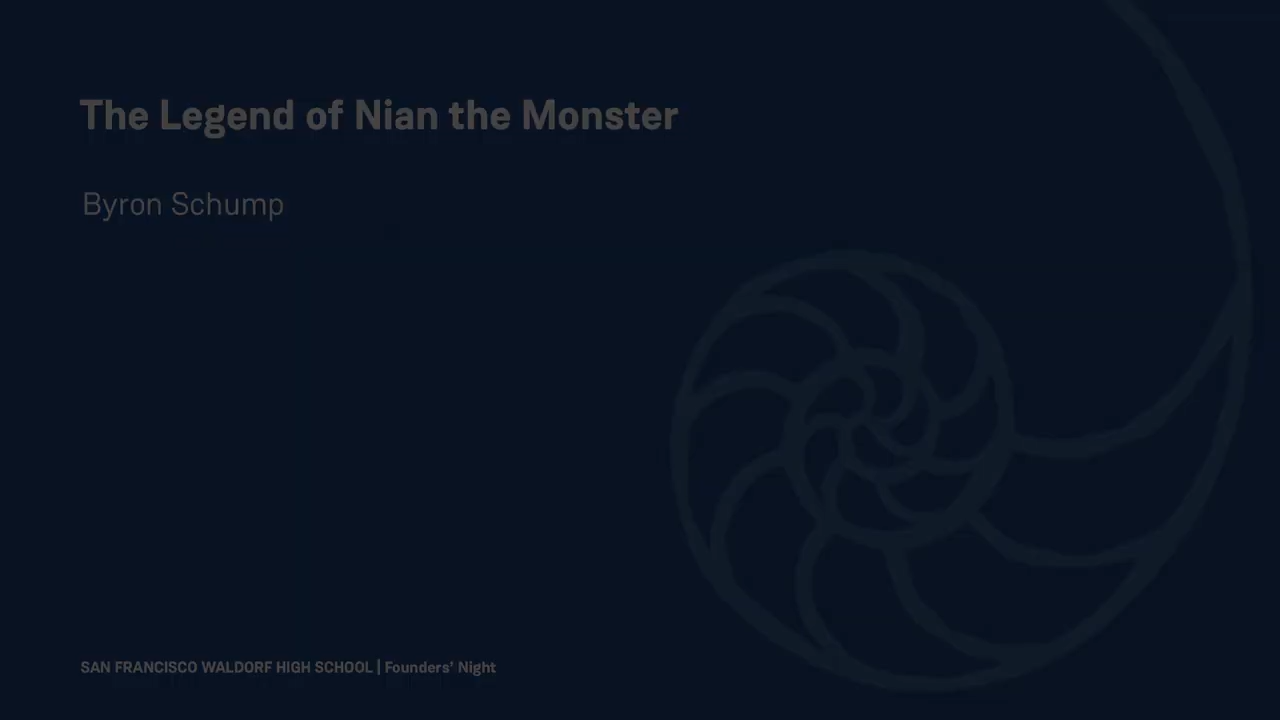 The Legend of Nian the Monster
Byron Schump
SAN FRANCISCO WALDORF HIGH SCHOOL | Founders' Night